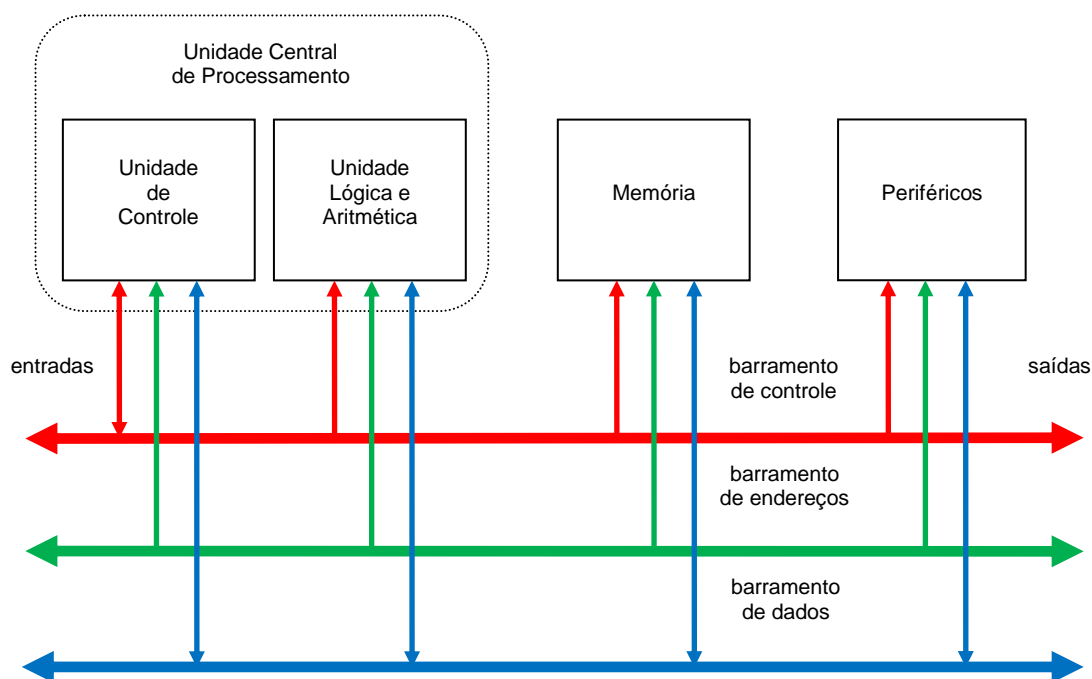 Unidade Central
de Processamento
Unidade
de
Controle
Unidade
Lógica e
Aritmética
Memória
Periféricos
entradas
barramento
de controle
saídas
barramento
de endereços
barramento
de dados